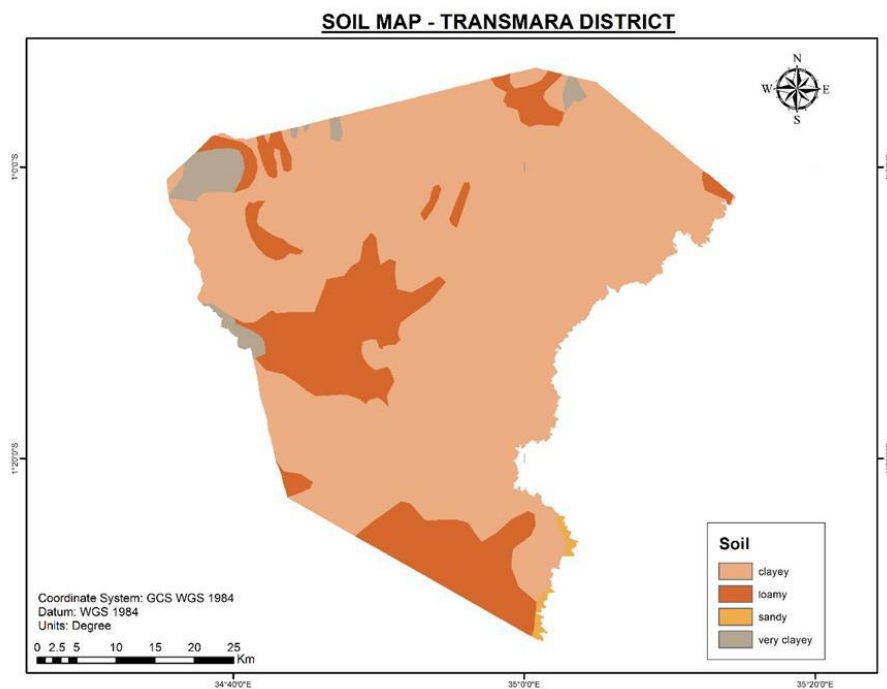 SOIL MAP - TRANSMARA DISTRICT
N
W E
S
1°0'0"S
1°20'0"S
Soil
clayey
loamy
sandy
very clayey
Coordinate System: GCS WGS 1984
Datum: WGS 1984
Units: Degree
0 2.5 5 10 15 20 25
Km
34°40'0"E 35°0'0"E 35°20'0"E